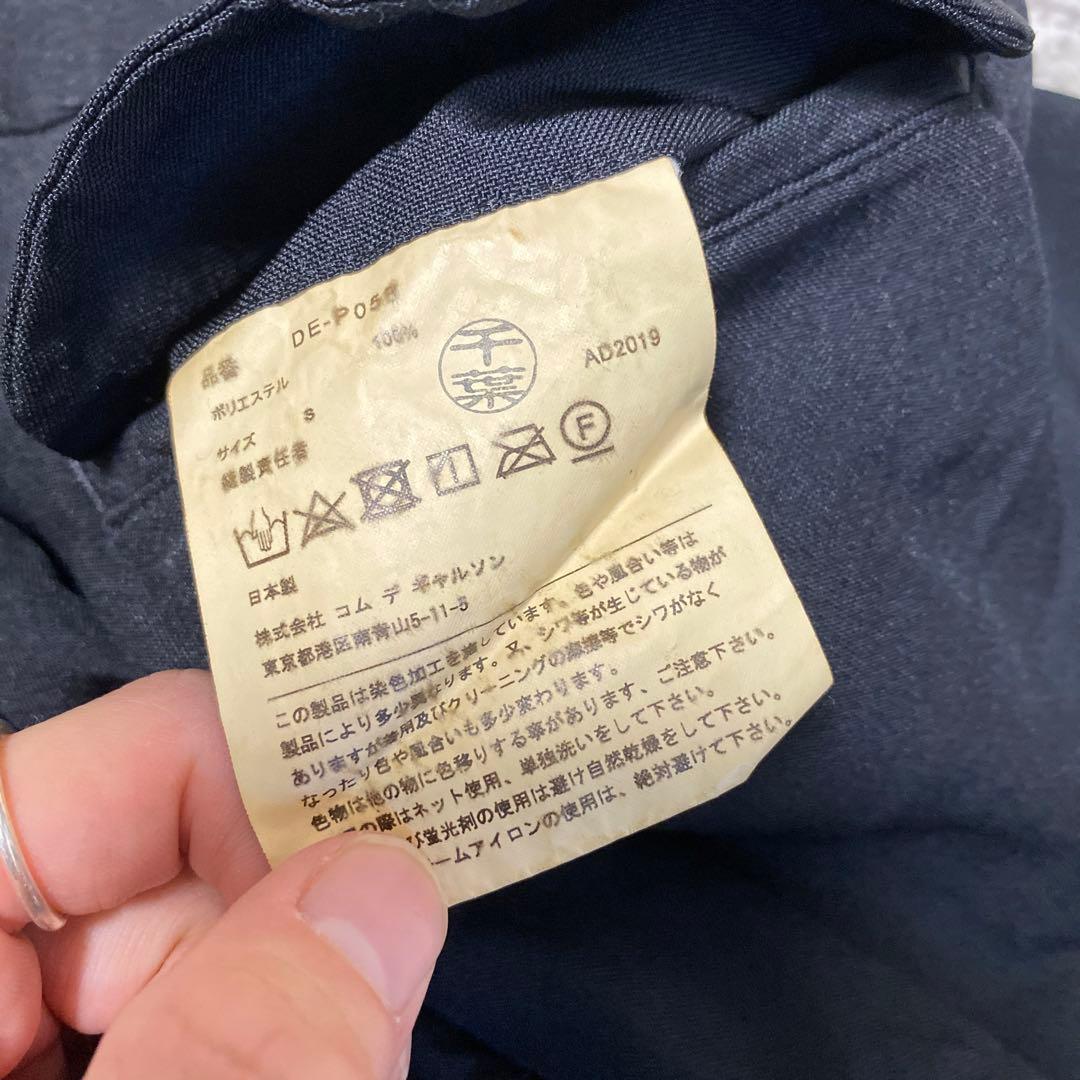 品番 DE-P05
ポリエステル 100%
サイズ S
縫製責任者
千葉
AD2019
F
日本製
株式会社 コム デ ギャルソン
東京都港区南青山5-11-5
この製品は染色加工を施しています。色や風合い等は
製品により多少異なります。又、シワ等が生じている物が
ありますが着用及びクリーニングの過程等でシワがなく
なったり色や風合いも多少変わります。
色物は他の物に色移りする事があります、ご注意下さい。
の際はネット使用、単独洗いをして下さい。
び蛍光剤の使用は避け自然乾燥をして下さい。
ームアイロンの使用は、絶対避けて下さい。